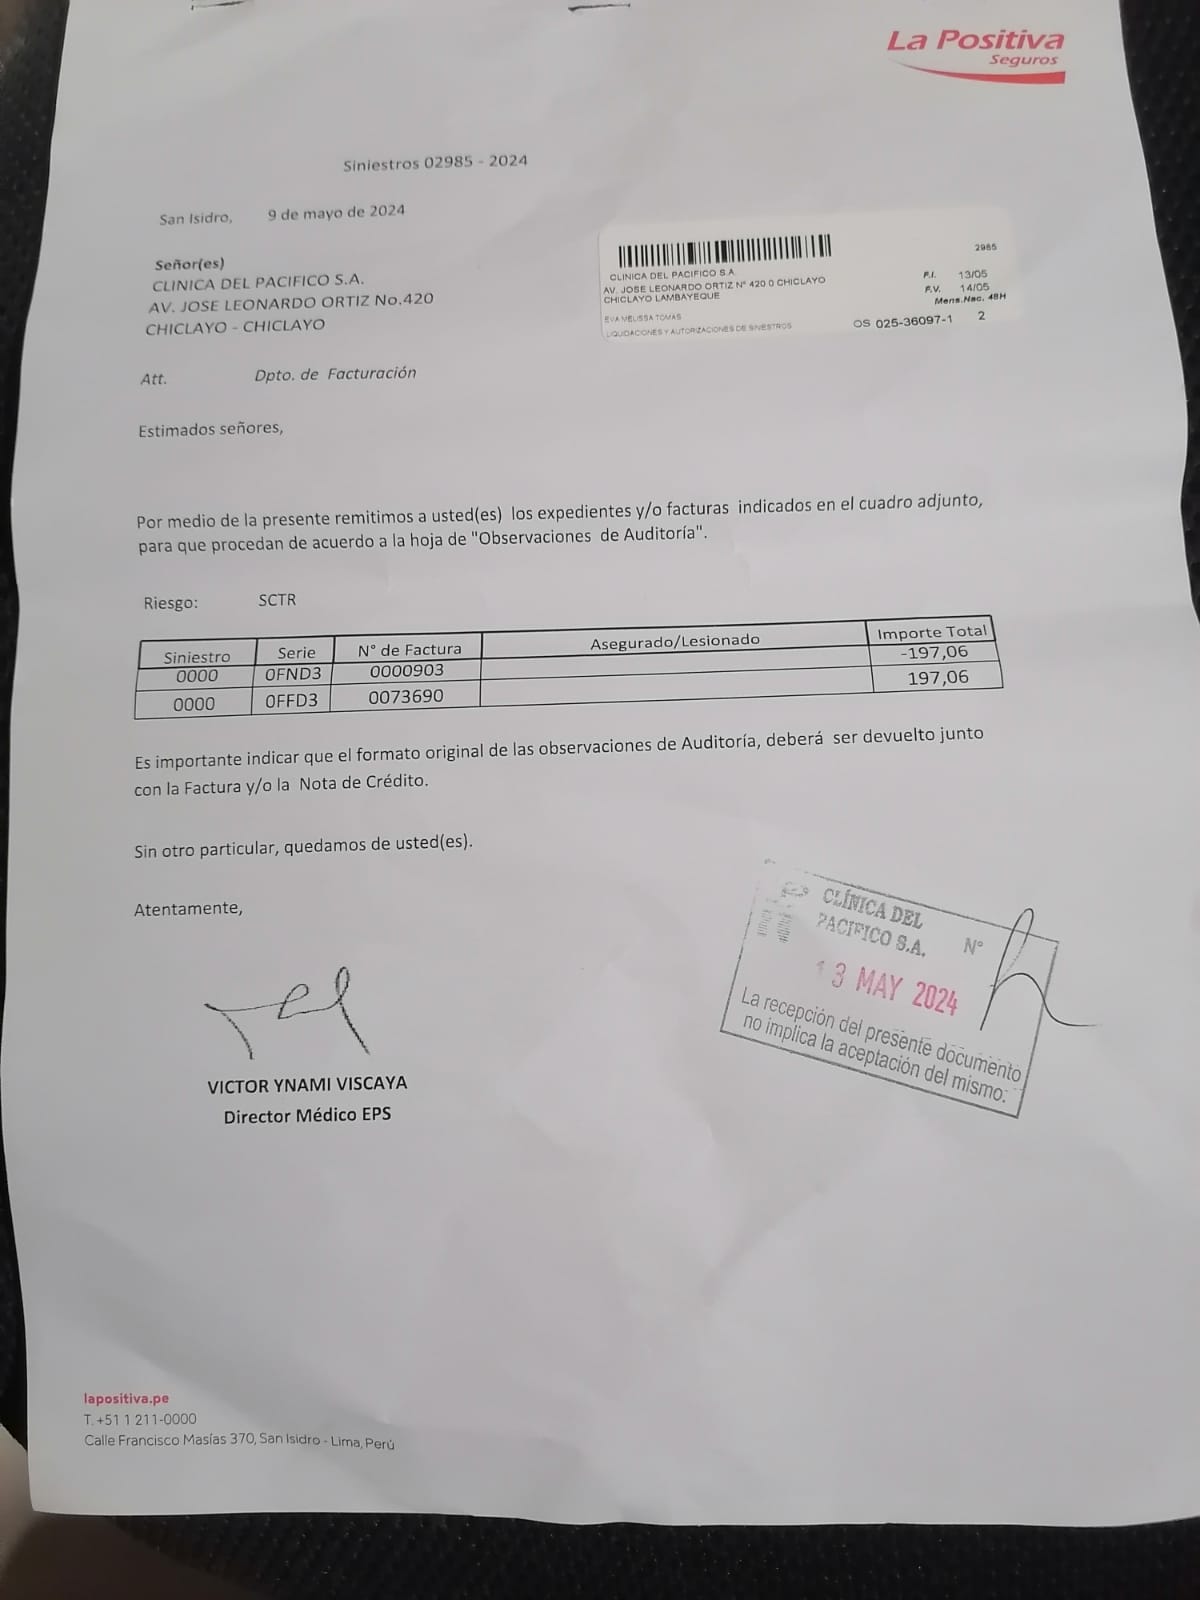 La Positiva
Seguros
Siniestros 02985 - 2024
San Isidro, 9 de mayo de 2024
Señor(es)
CLINICA DEL PACIFICO S.A.
AV. JOSE LEONARDO ORTIZ No.420
CHICLAYO - CHICLAYO
2985
CLINICA DEL PACIFICO S.A.
AV. JOSE LEONARDO ORTIZ Nº 420 0 CHICLAYO
CHICLAYO LAMBAYEQUE
EVA MELISSA TOMAS
LIQUIDACIONES Y AUTORIZACIONES DE SINIESTROS
P.I. 13/05
P.V. 14/05
Mens.Nac. 48H
OS 025-36097-1 2
Att. Dpto. de Facturación
Estimados señores,
Por medio de la presente remitimos a usted(es) los expedientes y/o facturas indicados en el cuadro adjunto,
para que procedan de acuerdo a la hoja de "Observaciones de Auditoría".
Riesgo: SCTR
Siniestro Serie N° de Factura Asegurado/Lesionado Importe Total
0000 0FND3 0000903 -197,06
0000 0FFD3 0073690 197,06
Es importante indicar que el formato original de las observaciones de Auditoría, deberá ser devuelto junto
con la Factura y/o la Nota de Crédito.
Sin otro particular, quedamos de usted(es).
Atentamente,
CLÍNICA DEL
PACIFICO S.A. N°
13 MAY 2024
La recepción del presente documento
no implica la aceptación del mismo.
VICTOR YNAMI VISCAYA
Director Médico EPS
lapositiva.pe
T. +51 1 211-0000
Calle Francisco Masías 370, San Isidro - Lima, Perú